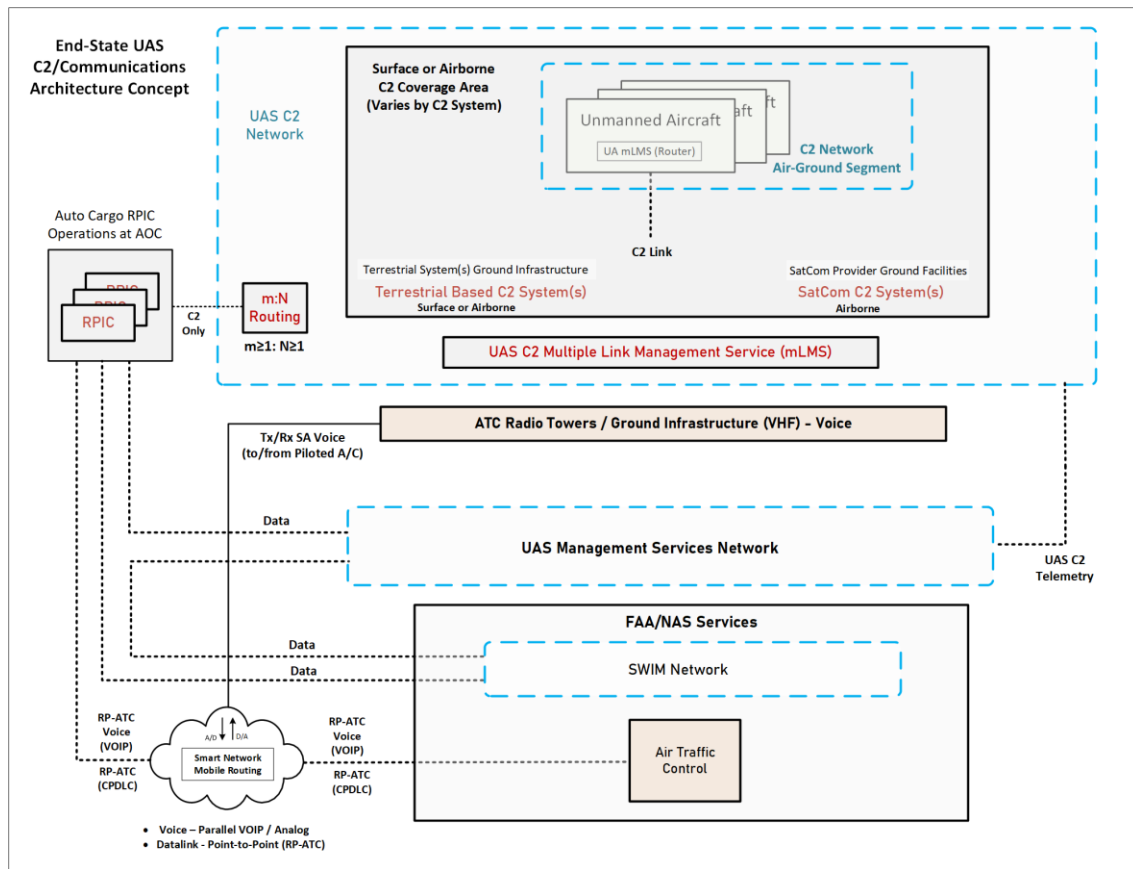 End-State UAS
C2/Communications
Architecture Concept
UAS C2
Network
Surface or Airborne
C2 Coverage Area
(Varies by C2 System)
Unmanned Aircraft
UA mLMS (Router)
C2 Network
Air-Ground Segment
C2 Link
Terrestrial System(s) Ground Infrastructure
Terrestrial Based C2 System(s)
Surface or Airborne
SatCom Provider Ground Facilities
SatCom C2 System(s)
Airborne
Auto Cargo RPIC
Operations at AOC
RPIC
RPIC
RPIC
C2
Only
m:N
Routing
m≥1: N≥1
UAS C2 Multiple Link Management Service (mLMS)
ATC Radio Towers / Ground Infrastructure (VHF) - Voice
Tx/Rx SA Voice
(to/from Piloted A/C)
Data
UAS Management Services Network
UAS C2
Telemetry
FAA/NAS Services
Data
Data
SWIM Network
RP-ATC
Voice
(VOIP)
RP-ATC
(CPDLC)
A/D
D/A
Smart Network
Mobile Routing
RP-ATC
Voice
(VOIP)
RP-ATC
(CPDLC)
Air Traffic
Control
• Voice – Parallel VOIP / Analog
• Datalink - Point-to-Point (RP-ATC)